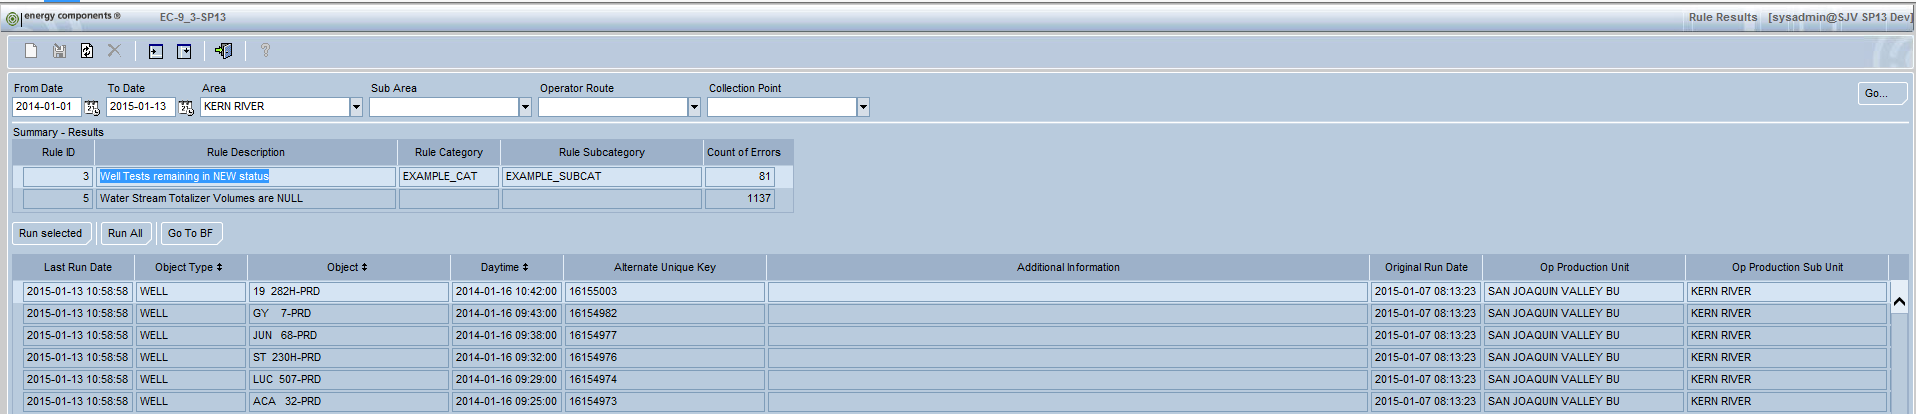 energy components ® EC-9_3-SP13 Rule Results [sysadmin@SJV SP13 Dev]
From Date To Date Area Sub Area Operator Route Collection Point
2014-01-01 2015-01-13 KERN RIVER Go...
Summary - Results
Rule ID Rule Description Rule Category Rule Subcategory Count of Errors
3 Well Tests remaining in NEW status EXAMPLE_CAT EXAMPLE_SUBCAT 81
5 Water Stream Totalizer Volumes are NULL 1137
Run selected Run All Go To BF
Last Run Date Object Type Object Daytime Alternate Unique Key Additional Information Original Run Date Op Production Unit Op Production Sub Unit
2015-01-13 10:58:58 WELL 19 282H-PRD 2014-01-16 10:42:00 16155003 2015-01-07 08:13:23 SAN JOAQUIN VALLEY BU KERN RIVER
2015-01-13 10:58:58 WELL GY 7-PRD 2014-01-16 09:43:00 16154982 2015-01-07 08:13:23 SAN JOAQUIN VALLEY BU KERN RIVER
2015-01-13 10:58:58 WELL JUN 68-PRD 2014-01-16 09:38:00 16154977 2015-01-07 08:13:23 SAN JOAQUIN VALLEY BU KERN RIVER
2015-01-13 10:58:58 WELL ST 230H-PRD 2014-01-16 09:32:00 16154976 2015-01-07 08:13:23 SAN JOAQUIN VALLEY BU KERN RIVER
2015-01-13 10:58:58 WELL LUC 507-PRD 2014-01-16 09:29:00 16154974 2015-01-07 08:13:23 SAN JOAQUIN VALLEY BU KERN RIVER
2015-01-13 10:58:58 WELL ACA 32-PRD 2014-01-16 09:25:00 16154973 2015-01-07 08:13:23 SAN JOAQUIN VALLEY BU KERN RIVER